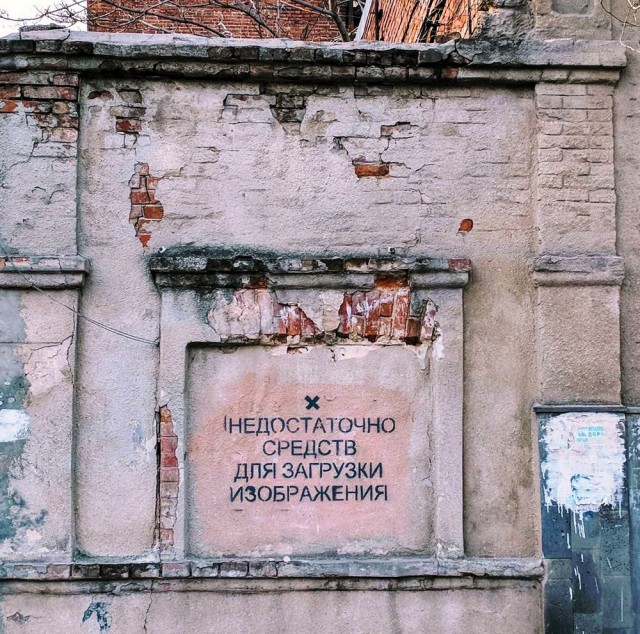 ×
НЕДОСТАТОЧНО
СРЕДСТВ
ДЛЯ ЗАГРУЗКИ
ИЗОБРАЖЕНИЯ